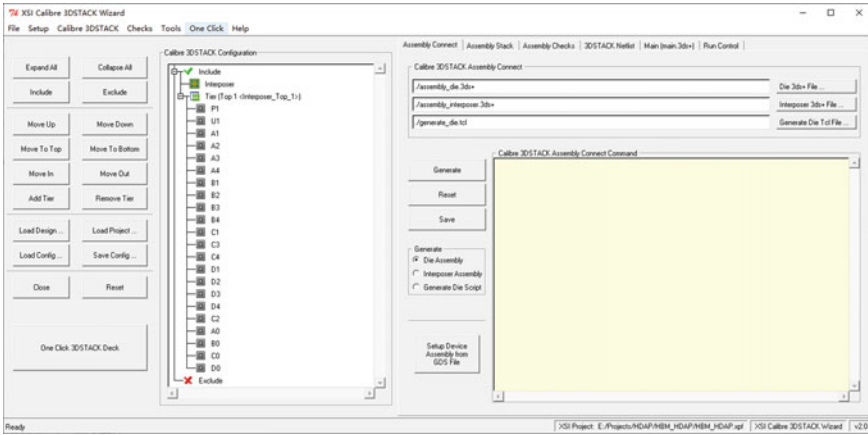 XSI Calibre 3DSTACK Wizard
File Setup Calibre 3DSTACK Checks Tools One Click Help
Expand All Collapse All
Include Exclude
Move Up Move Down
Move To Top Move To Bottom
Move In Move Out
Add Tier Remove Tier
Load Design ... Load Project ...
Load Config ... Save Config ...
Close Reset
One Click 3DSTACK Deck
Calibre 3DSTACK Configuration
Include
Interposer
Tier (Top 1 <Interposer_Top_1>)
P1
U1
A1
A2
A3
A4
B1
B2
B3
B4
C1
C3
C4
D1
D2
D3
D4
C2
A0
B0
C0
D0
Exclude
Assembly Connect Assembly Stack Assembly Checks 3DSTACK Netlist Main (main.3ds+) Run Control
Calibre 3DSTACK Assembly Connect
./assembly_die.3ds+ Die 3ds+ File ...
./assembly_interposer.3ds+ Interposer 3ds+ File ...
./generate_die.tcl Generate Die Tcl File ...
Generate
Reset
Save
Generate
Die Assembly
Interposer Assembly
Generate Die Script
Setup Device
Assembly from
GDS File
Calibre 3DSTACK Assembly Connect Command
Ready XSI Project: E:/Projects/HDAP/HBM_HDAP/HBM_HDAP.xpf XSI Calibre 3DSTACK Wizard v2.0